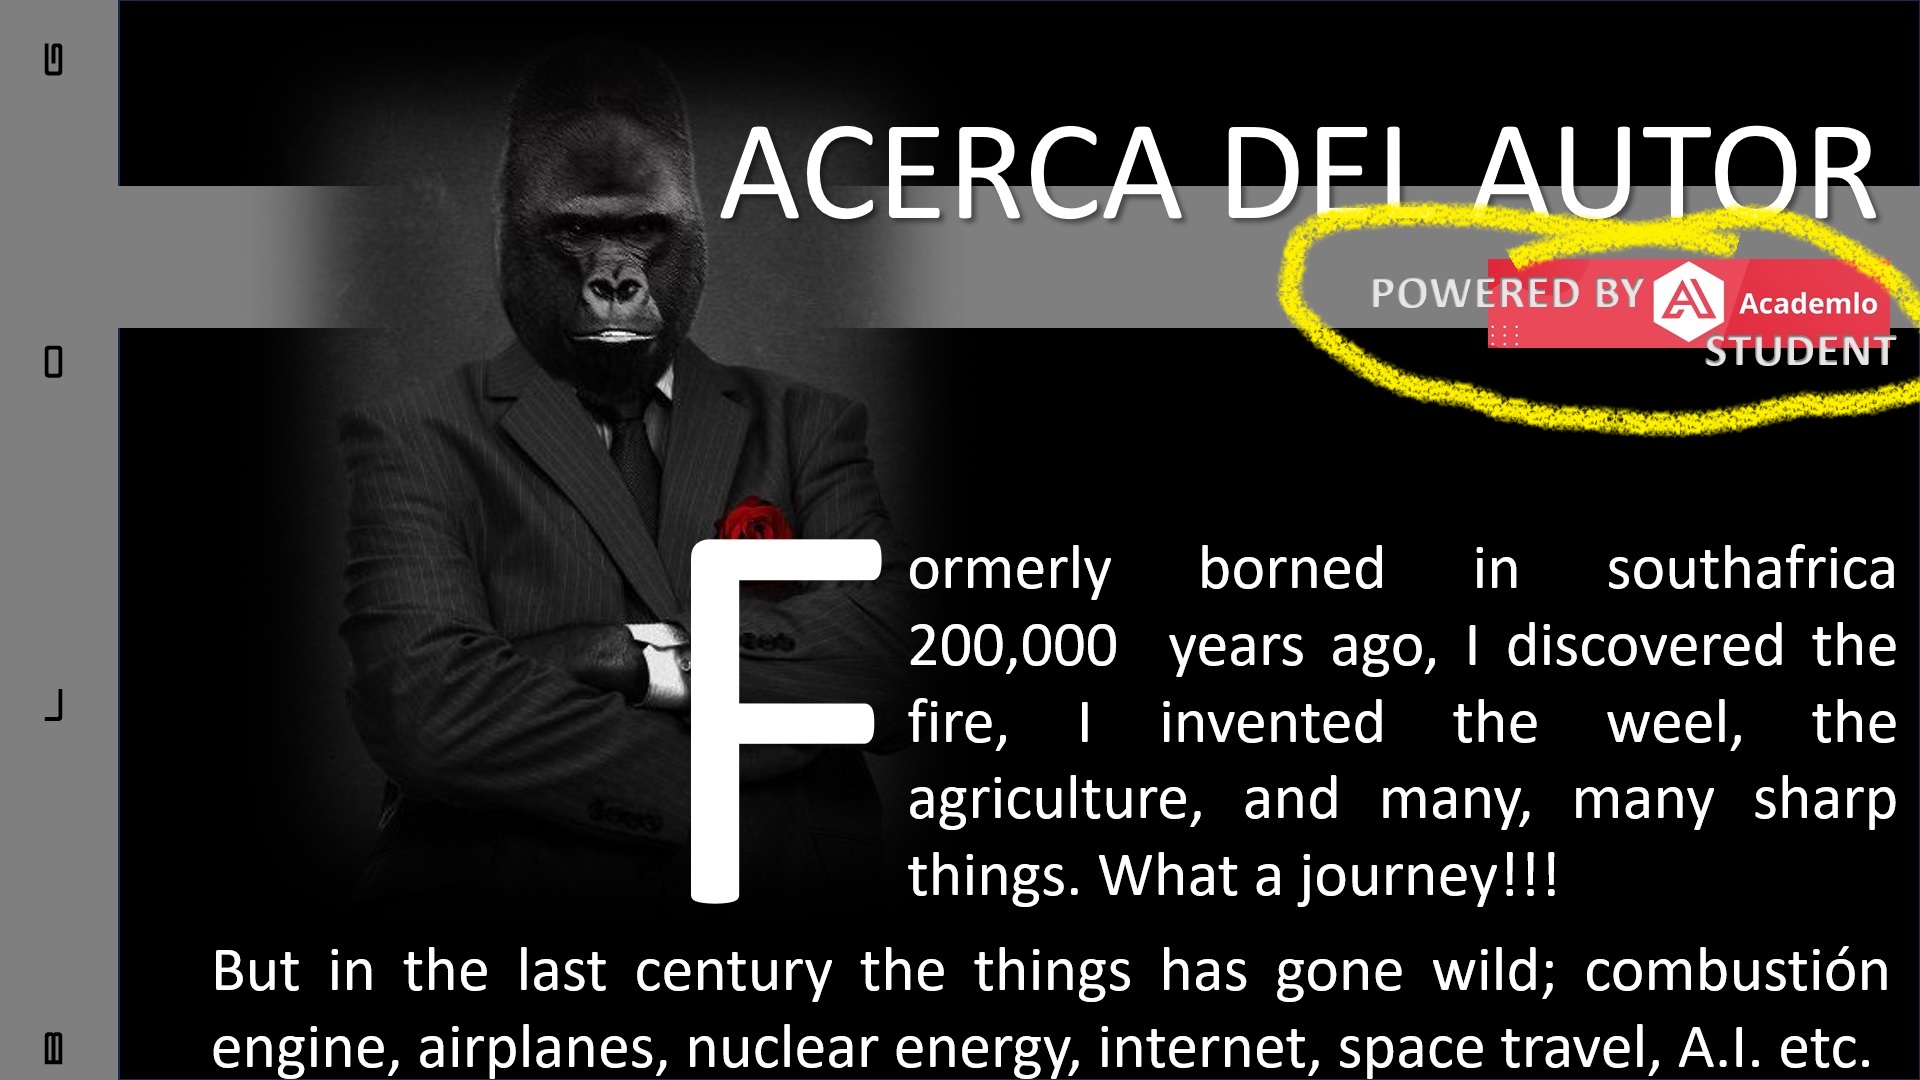 ACERCA DEL AUTOR
POWERED BY Academlo
STUDENT
Formerly borned in southafrica
200,000 years ago, I discovered the
fire, I invented the weel, the
agriculture, and many, many sharp
things. What a journey!!!
But in the last century the things has gone wild; combustión
engine, airplanes, nuclear energy, internet, space travel, A.I. etc.
B L O G